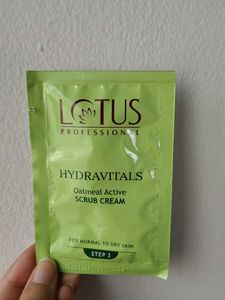 LOTUS
PROFESSIONAL
HYDRAVITALS
Oatmeal Active
SCRUB CREAM
FOR NORMAL TO DRY SKIN
STEP 2